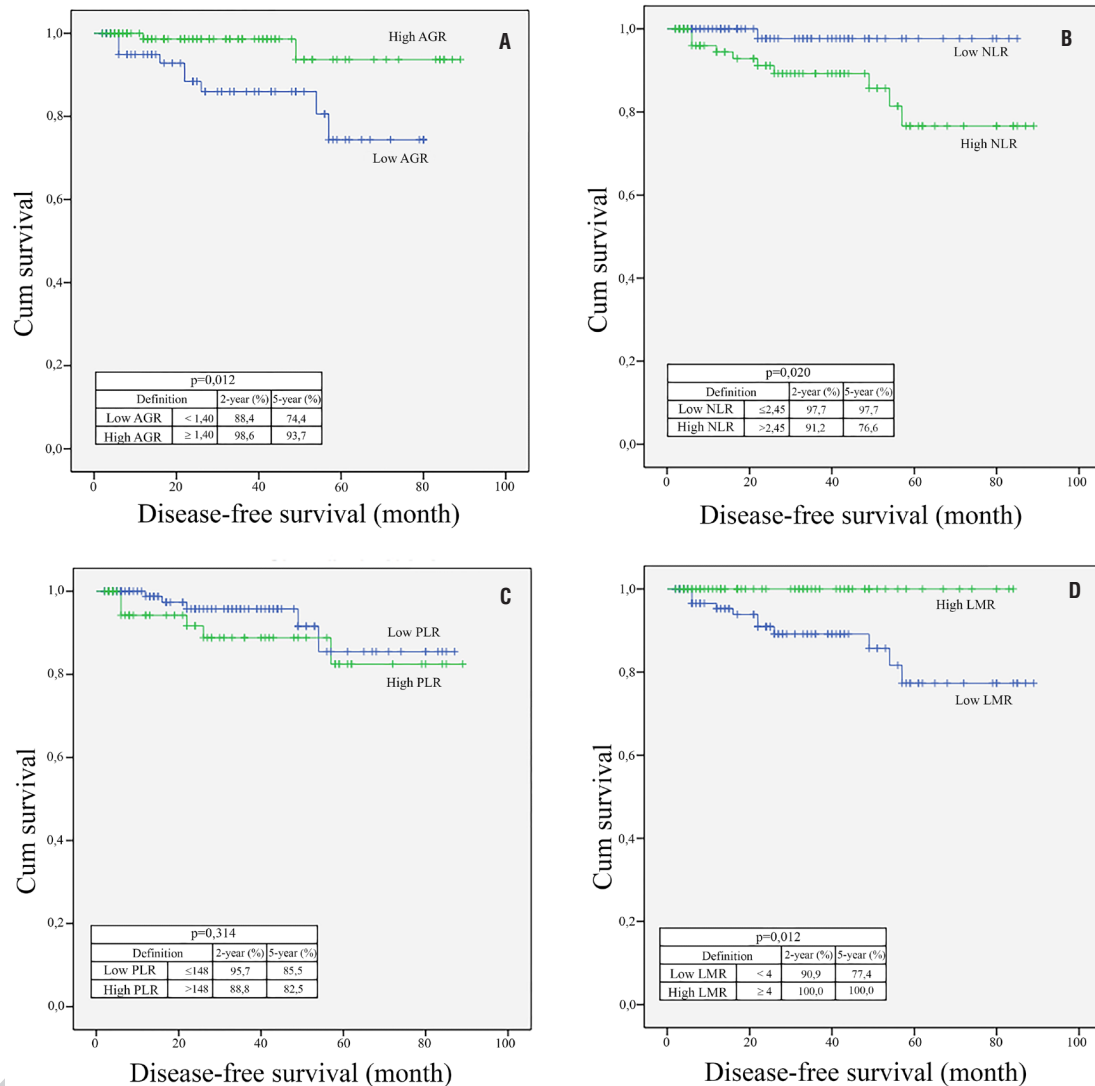 A
High AGR
Low AGR
1,0
0,8
0,6
0,4
0,2
0,0
Cum survival
p=0,012
Definition 2-year (%) 5-year (%)
Low AGR < 1,40 88,4 74,4
High AGR ≥ 1,40 98,6 93,7
0 20 40 60 80 100
Disease-free survival (month)
B
Low NLR
High NLR
1,0
0,8
0,6
0,4
0,2
0,0
Cum survival
p=0,020
Definition 2-year (%) 5-year (%)
Low NLR ≤2,45 97,7 97,7
High NLR >2,45 91,2 76,6
0 20 40 60 80 100
Disease-free survival (month)
C
Low PLR
High PLR
1,0
0,8
0,6
0,4
0,2
0,0
Cum survival
p=0,314
Definition 2-year (%) 5-year (%)
Low PLR ≤148 95,7 85,5
High PLR >148 88,8 82,5
0 20 40 60 80 100
Disease-free survival (month)
D
High LMR
Low LMR
1,0
0,8
0,6
0,4
0,2
0,0
Cum survival
p=0,012
Definition 2-year (%) 5-year (%)
Low LMR < 4 90,9 77,4
High LMR ≥ 4 100,0 100,0
0 20 40 60 80 100
Disease-free survival (month)